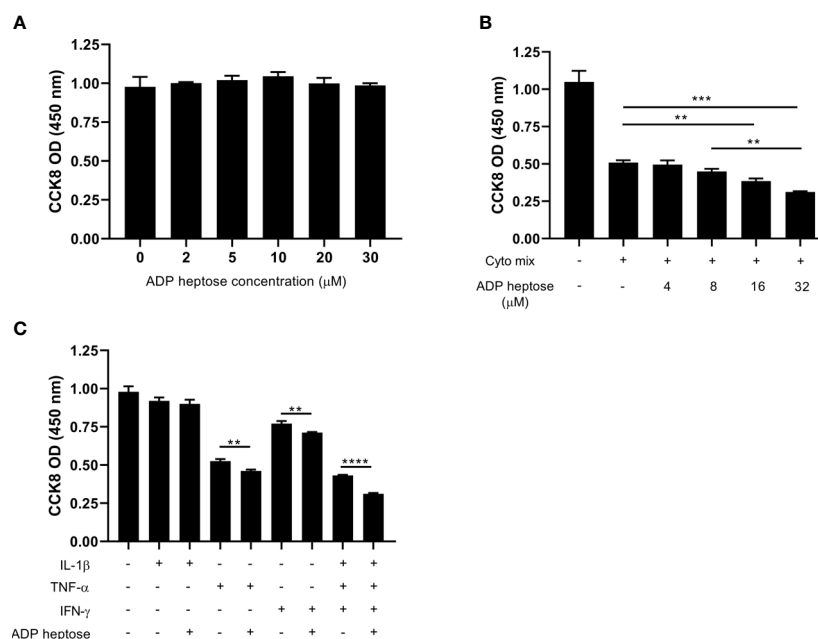 A
CCK8 OD (450 nm)
1.25
1.00
0.75
0.50
0.25
0.00
0 2 5 10 20 30
ADP heptose concentration (μM)
B
CCK8 OD (450 nm)
1.25
1.00
0.75
0.50
0.25
0.00
***
**
**
Cyto mix - + + + + +
ADP heptose - - 4 8 16 32
(μM)
C
CCK8 OD (450 nm)
1.25
1.00
0.75
0.50
0.25
0.00
**
**
****
IL-1β - + + - - - - + +
TNF-α - - - + + - - + +
IFN-γ - - - - - + + + +
ADP heptose - - + - + - + - +